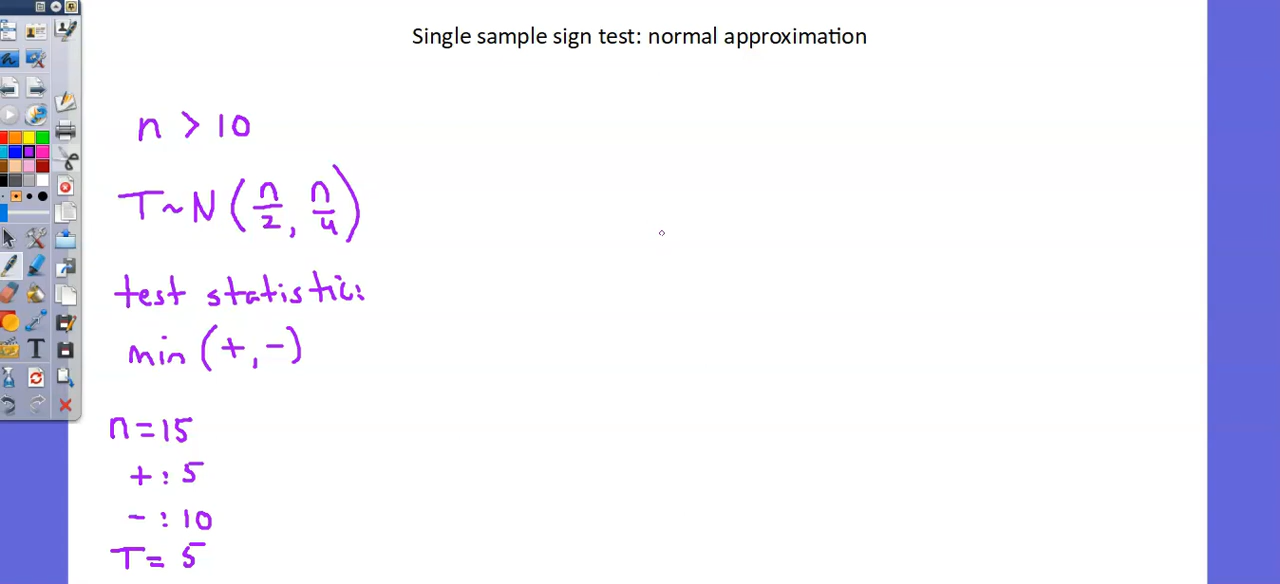 Single sample sign test: normal approximation
n > 10
T~N(n/2, n/4)
test statistic:
min (+,-)
n=15
+: 5
- : 10
T= 5